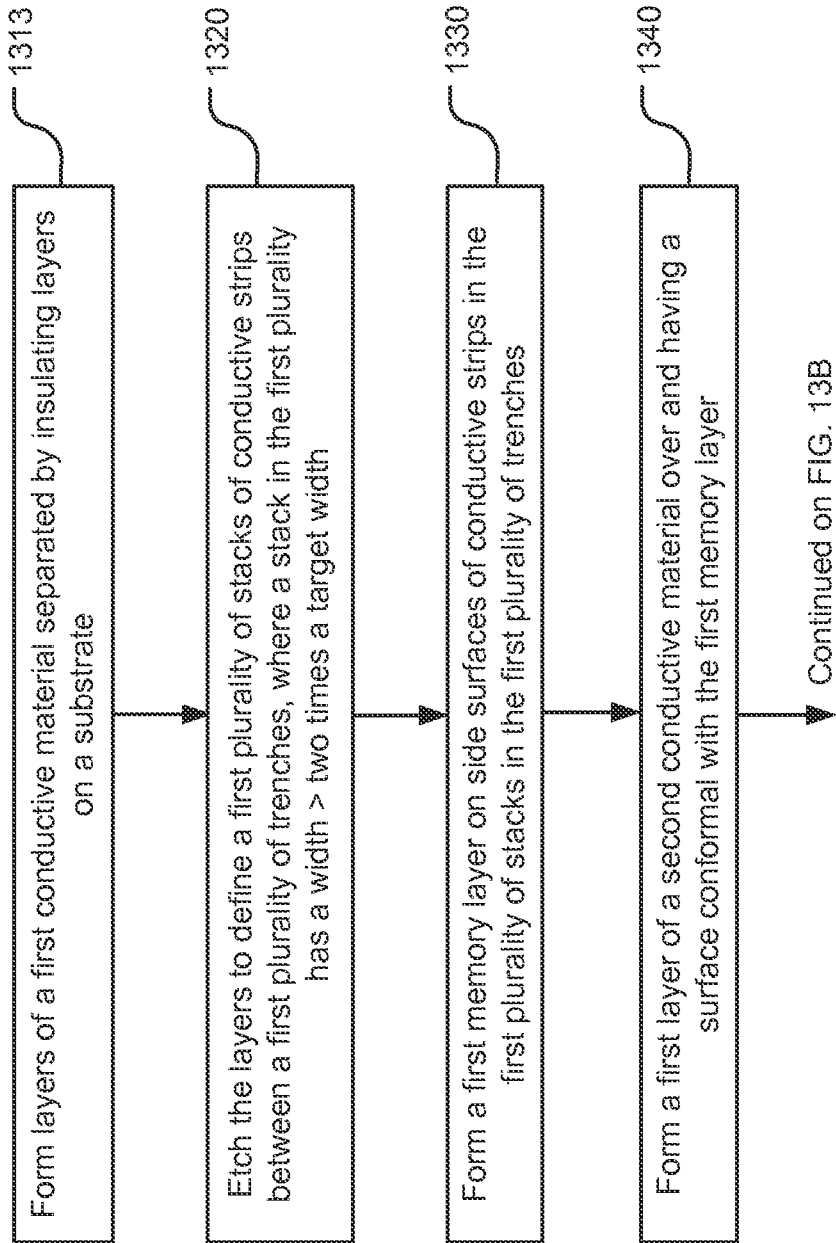 1313
Form layers of a first conductive material separated by insulating layers
on a substrate
1320
Etch the layers to define a first plurality of stacks of conductive strips
between a first plurality of trenches, where a stack in the first plurality
has a width > two times a target width
1330
Form a first memory layer on side surfaces of conductive strips in the
first plurality of stacks in the first plurality of trenches
1340
Form a first layer of a second conductive material over and having a
surface conformal with the first memory layer
Continued on FIG. 13B